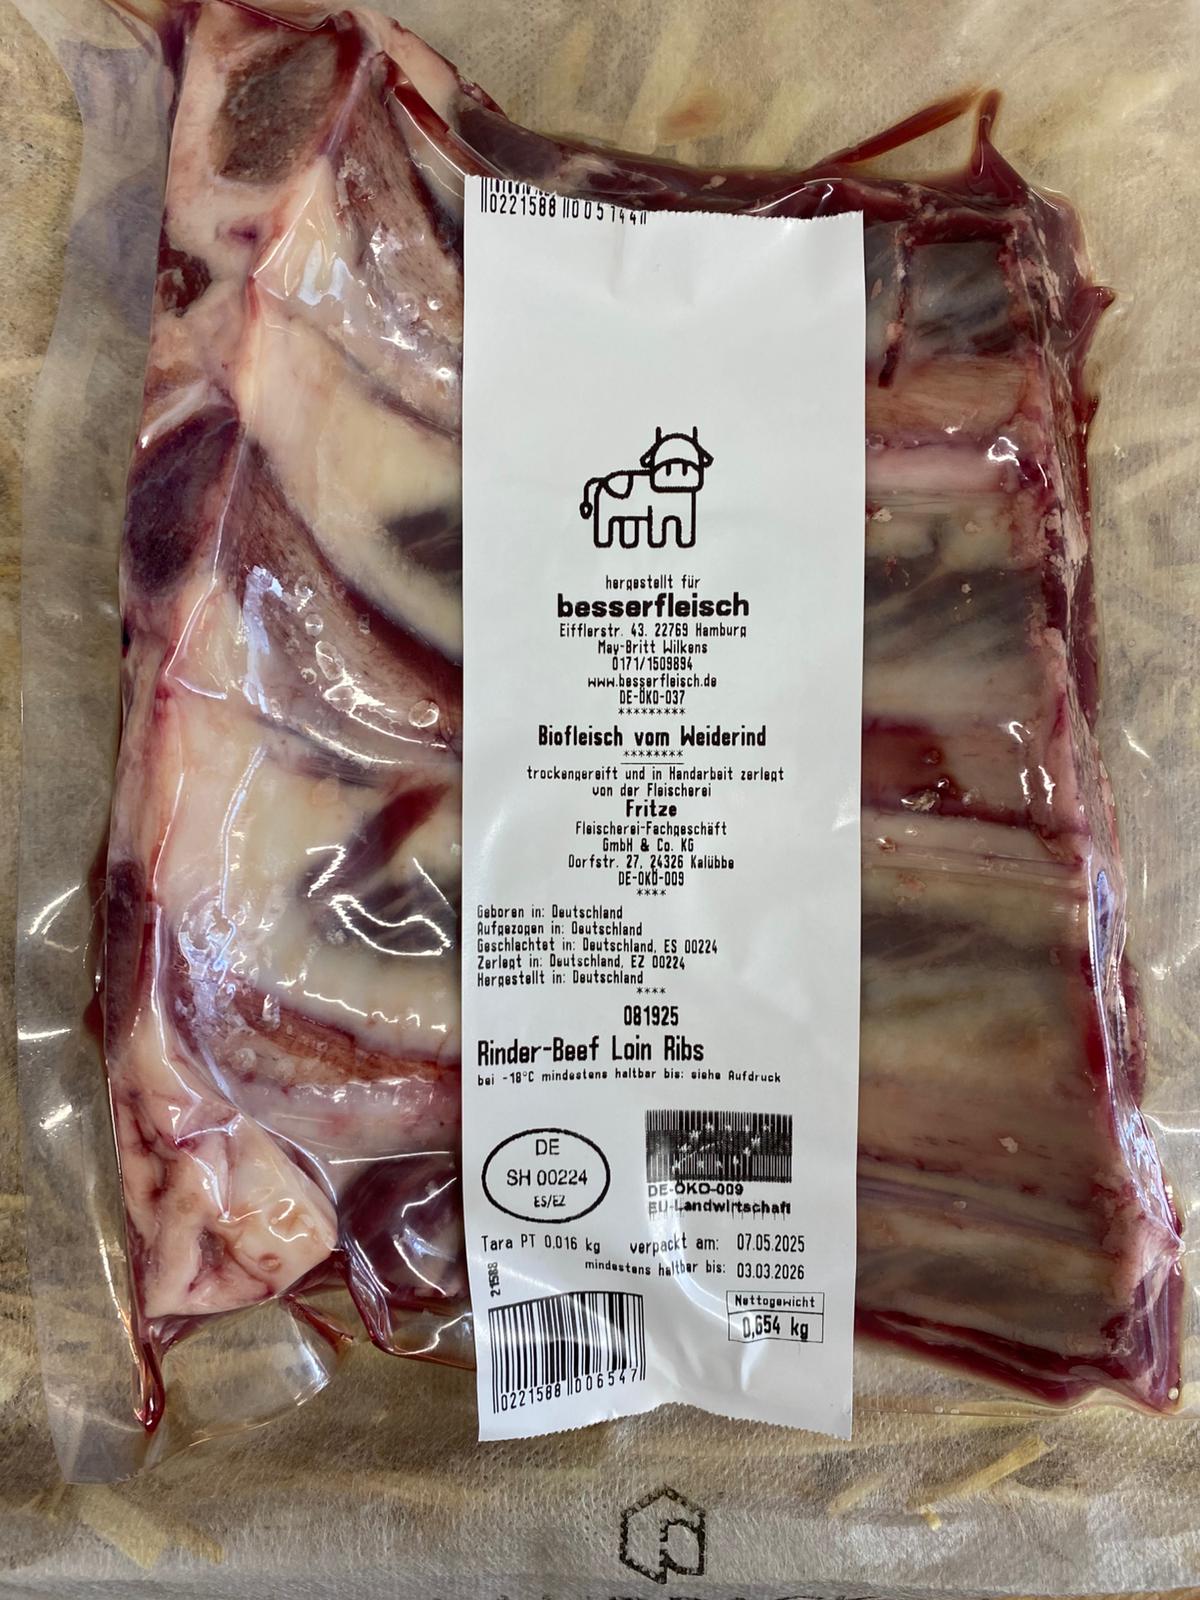 0221588 005144
hergestellt für
besserfleisch
Eifflerstr. 43. 22769 Hamburg
May-Britt Wilkens
0171/1509894
www.besserfleisch.de
DE-ÖKO-037
*********
Biofleisch vom Weiderind
********
trockengereift und in Handarbeit zerlegt
von der Fleischerei
Fritze
Fleischerei-Fachgeschäft
GmbH & Co. KG
Dorfstr. 27, 24326 Kalübbe
DE-ÖKO-009
****
Geboren in: Deutschland
Aufgezogen in: Deutschland
Geschlachtet in: Deutschland, ES 00224
Zerlegt in: Deutschland, EZ 00224
Hergestellt in: Deutschland
****
081925
Rinder-Beef Loin Ribs
bei -18°C mindestens haltbar bis: siehe Aufdruck
DE
SH 00224
ES/EZ
DE-ÖKO-009
EU-Landwirtschaft
Tara PT 0.016 kg verpackt am: 07.05.2025
mindestens haltbar bis: 03.03.2026
21588
Nettogewicht
0,654 kg
0221588 006547